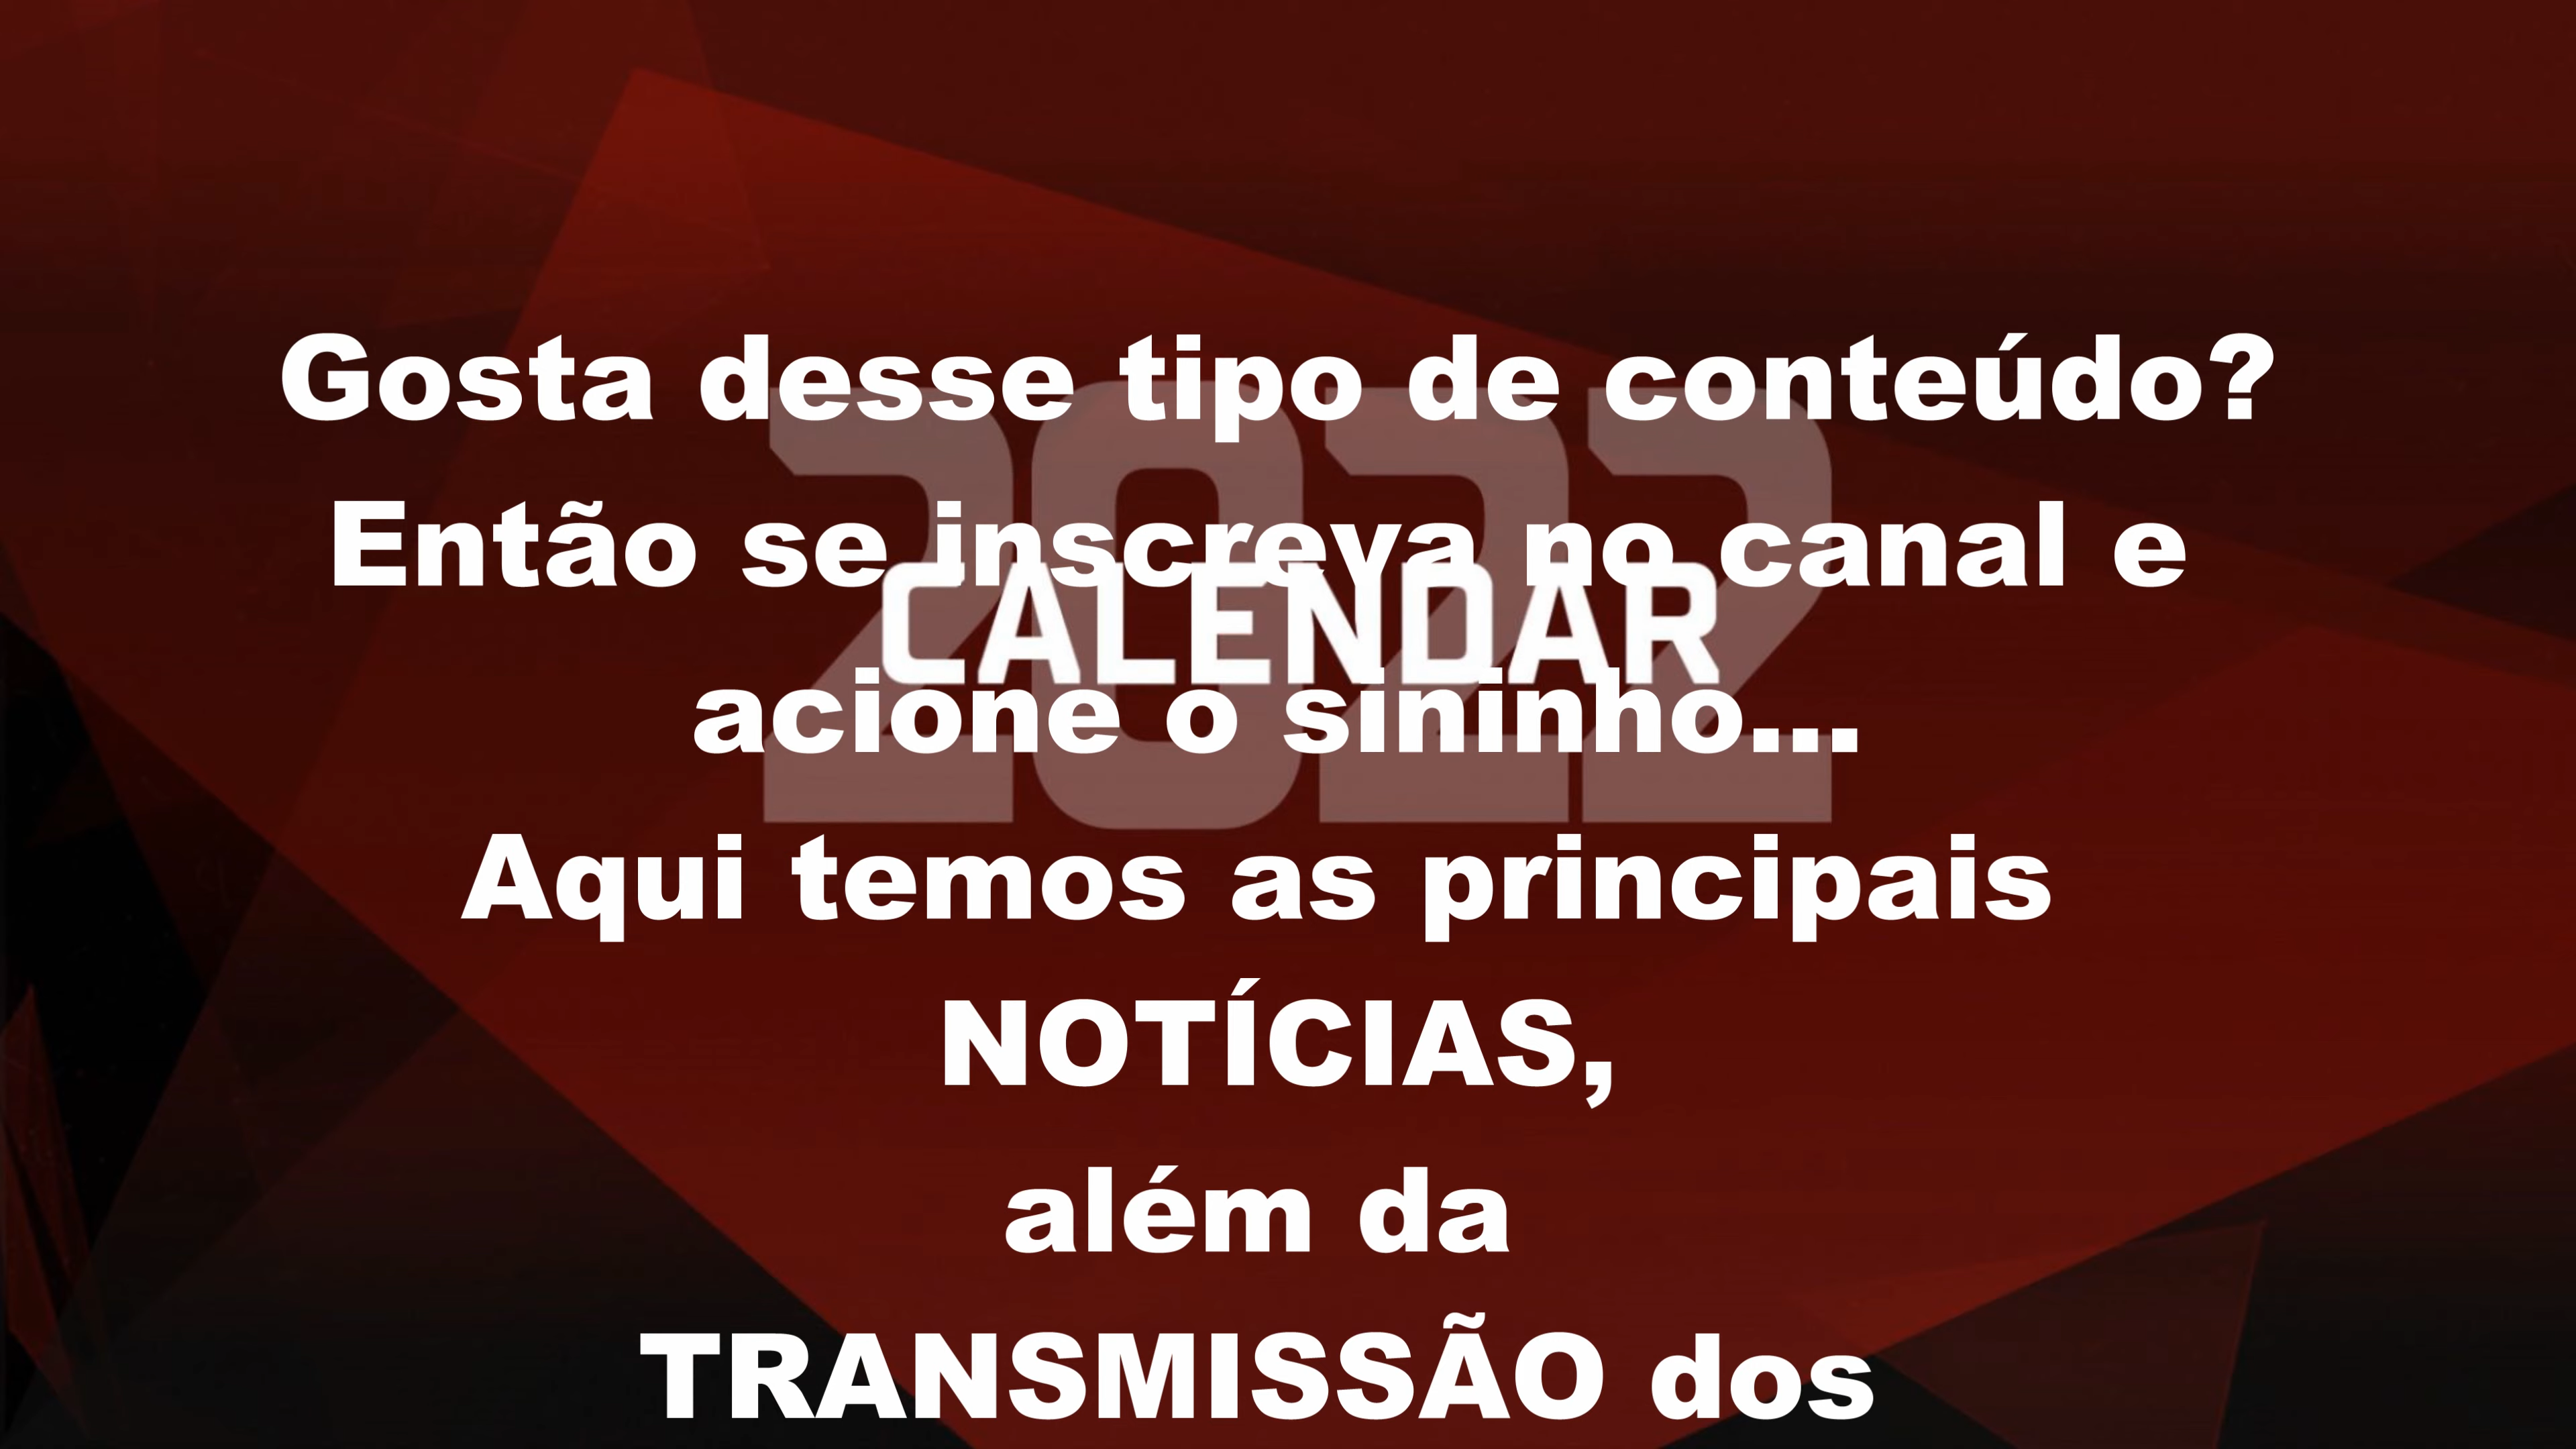 Gosta desse tipo de conteúdo?
2022
Então se inscreva no canal e
CALENDAR
acione o sininho...
Aqui temos as principais
NOTÍCIAS,
além da
TRANSMISSÃO dos